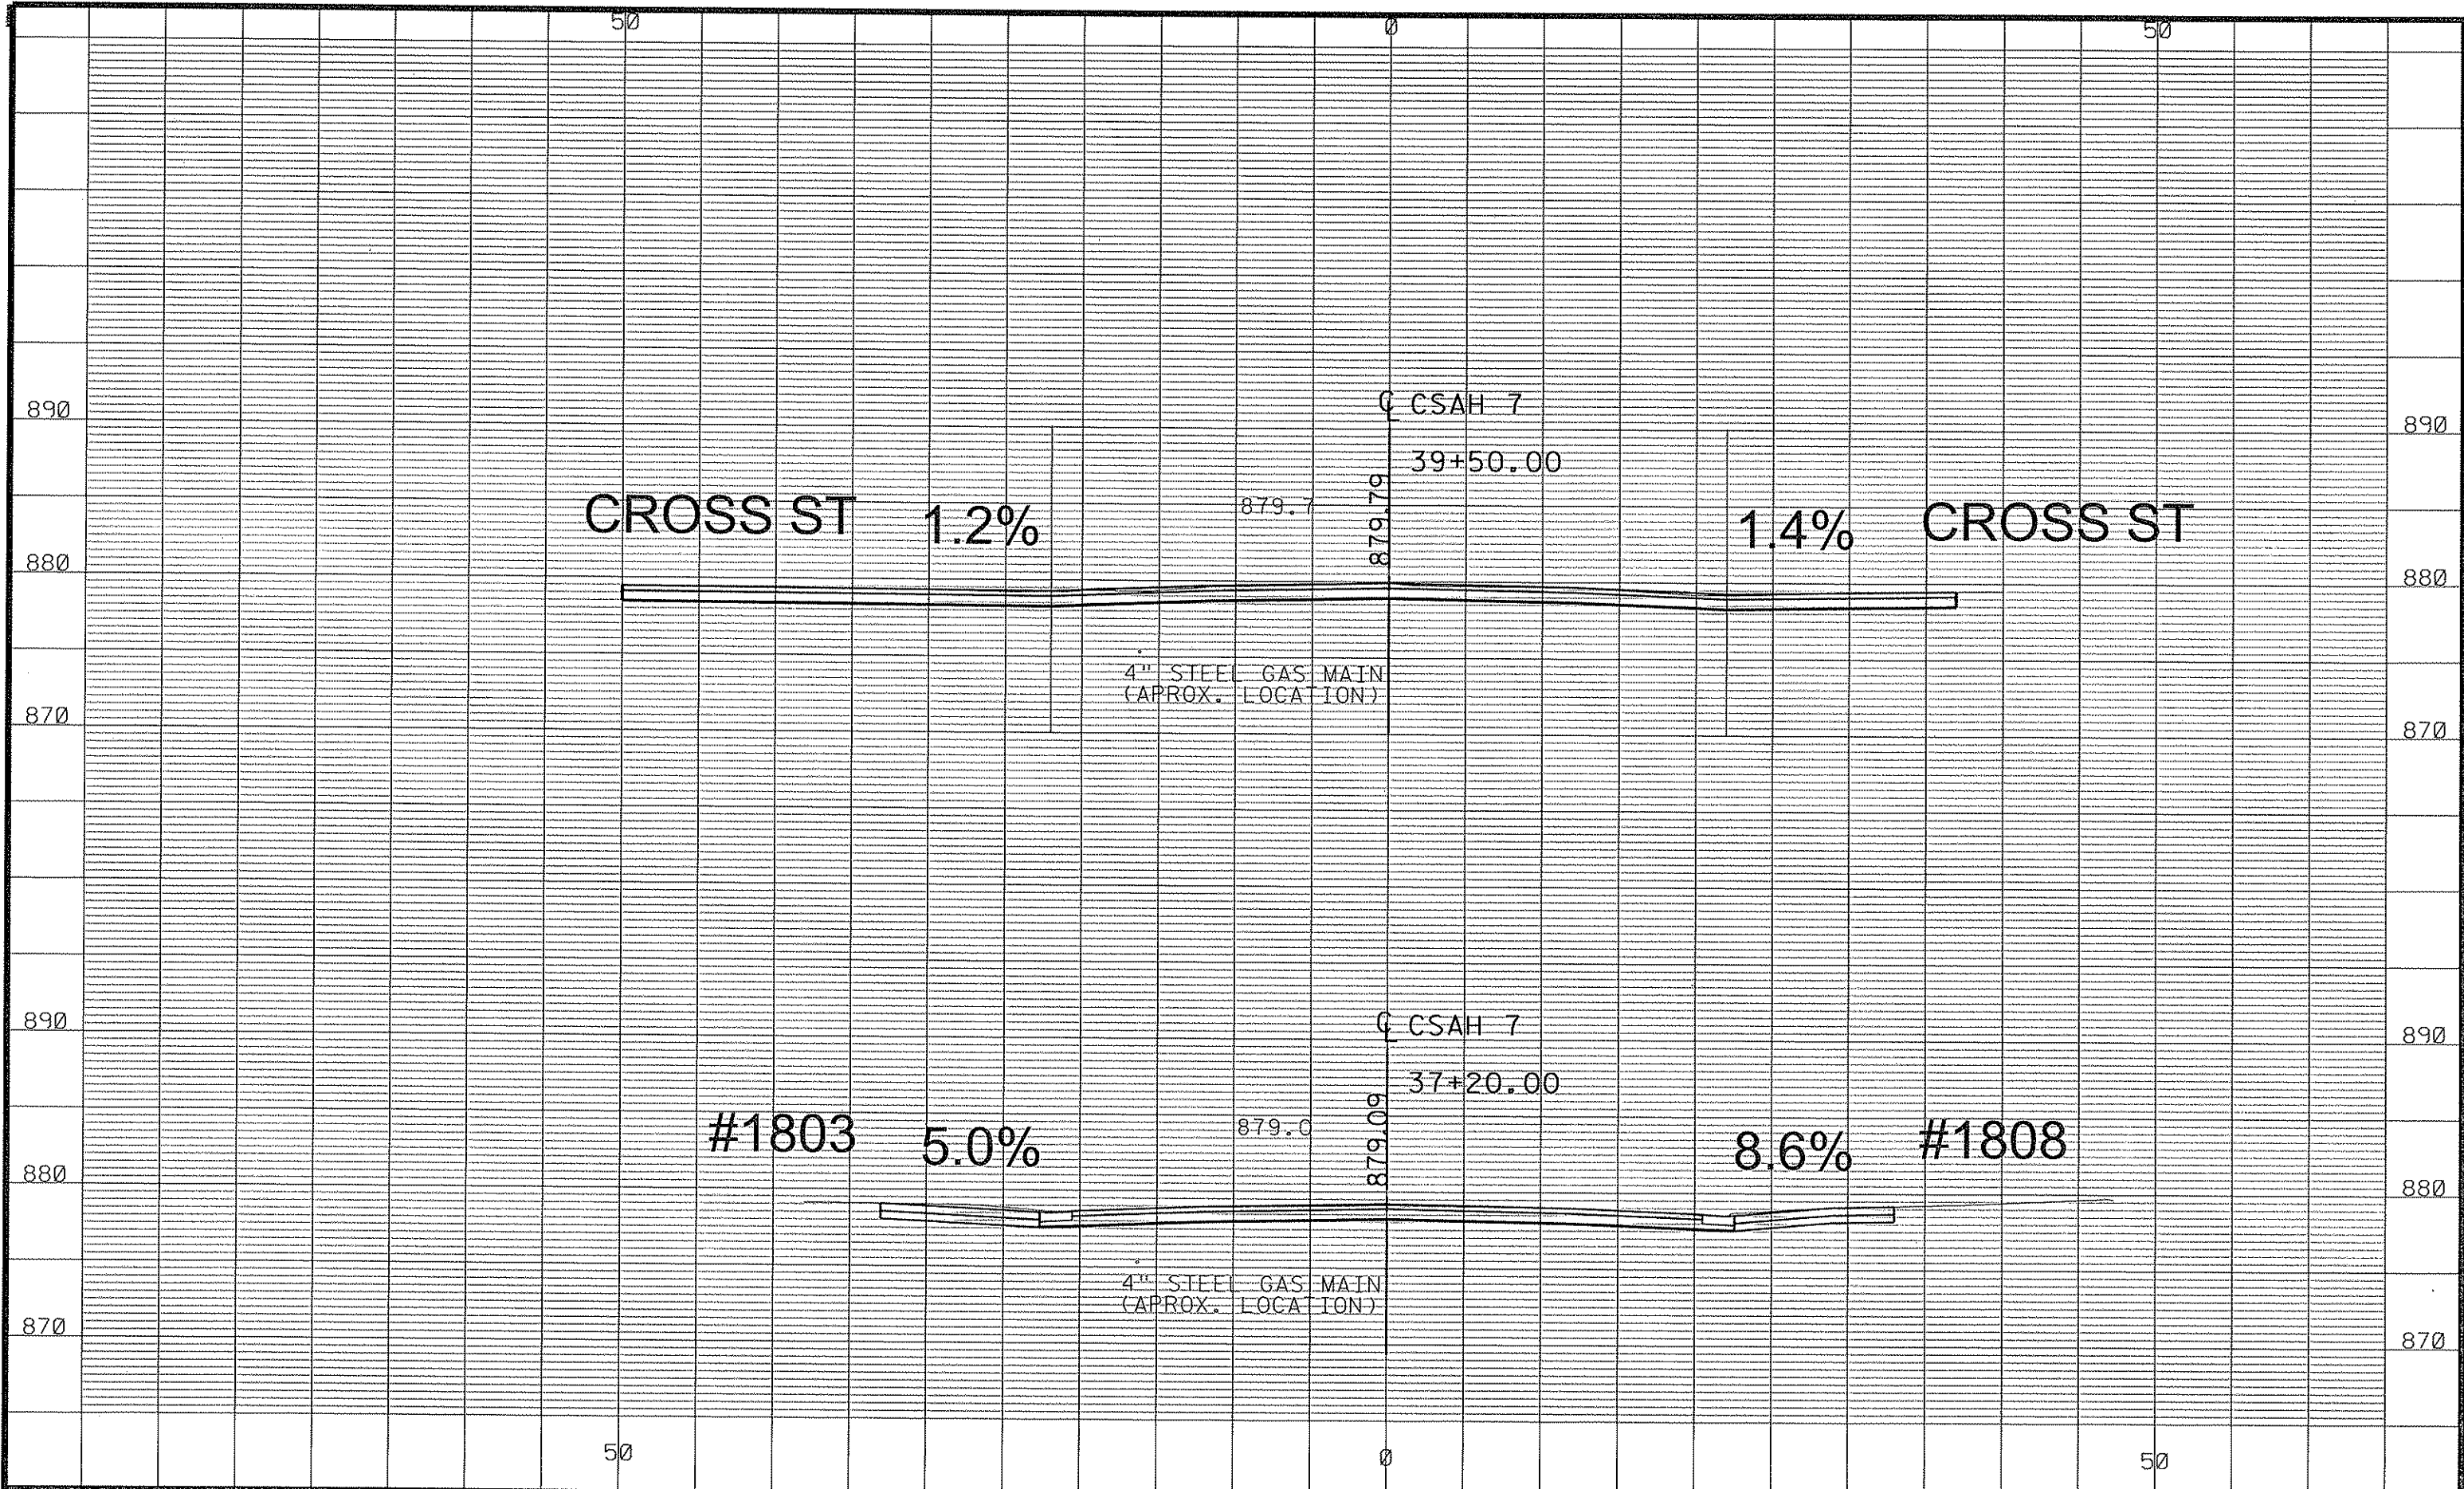 50 0 50
℄ CSAH 7
890 890
39+50.00
879.7 879.79
CROSS ST 1.2% 1.4% CROSS ST
880 880
4" STEEL GAS MAIN
(APROX. LOCATION)
870 870
℄ CSAH 7
890 890
37+20.00
879.0 879.09
#1803 5.0% 8.6% #1808
880 880
4" STEEL GAS MAIN
(APROX. LOCATION)
870 870
50 0 50